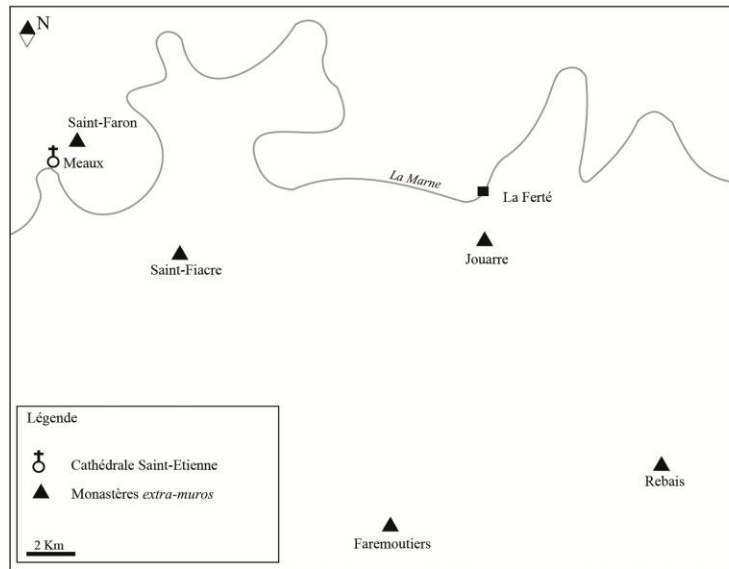 N
Saint-Faron
Meaux
La Marne
La Ferté
Saint-Fiacre
Jouarre
Légende
Cathédrale Saint-Etienne
Monastères extra-muros
2 Km
Rebais
Faremoutiers